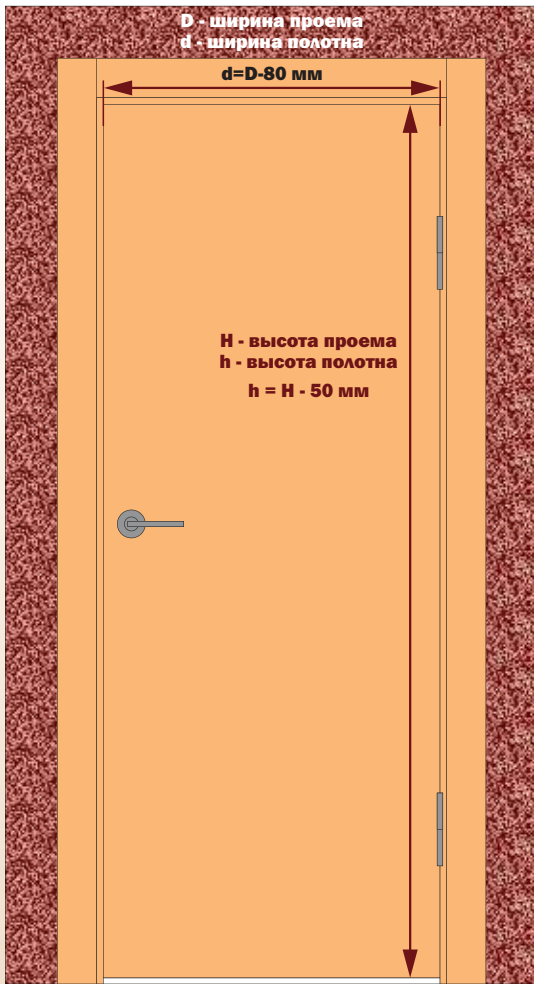 D - ширина проема
d - ширина полотна
d=D-80 мм
H - высота проема
h - высота полотна
h = H - 50 мм